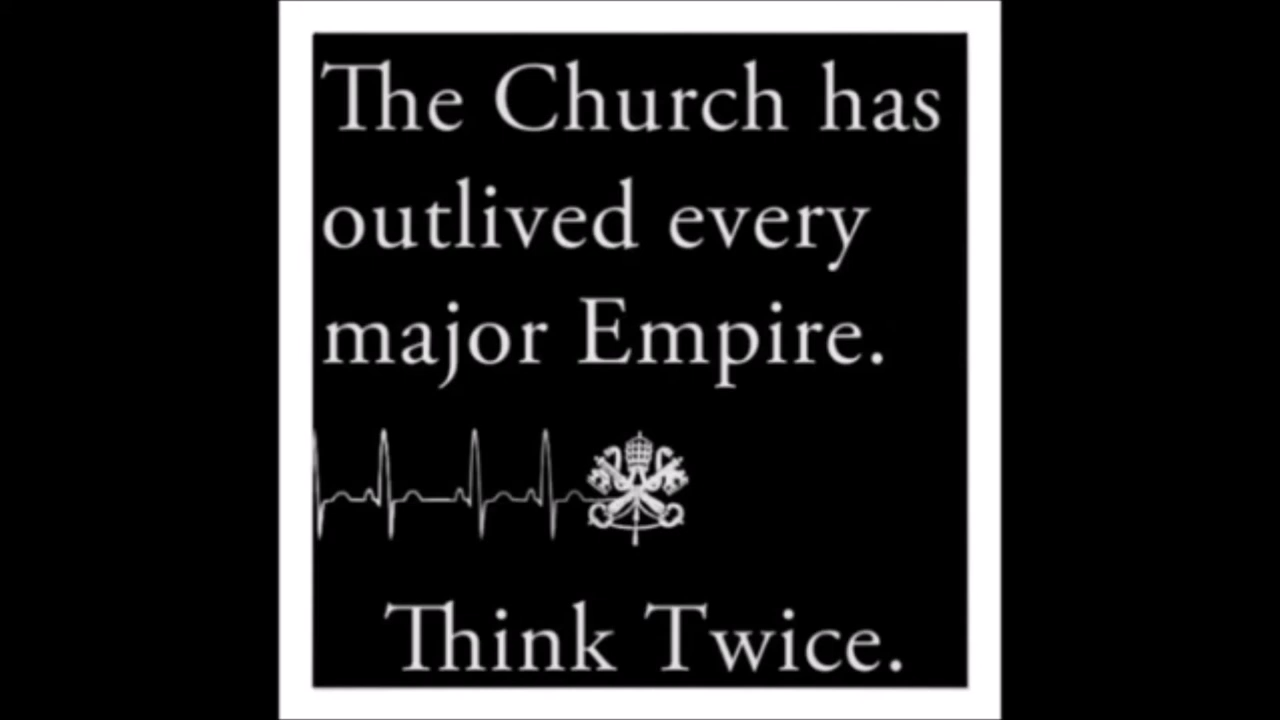 The Church has
outlived every
major Empire.
Think Twice.